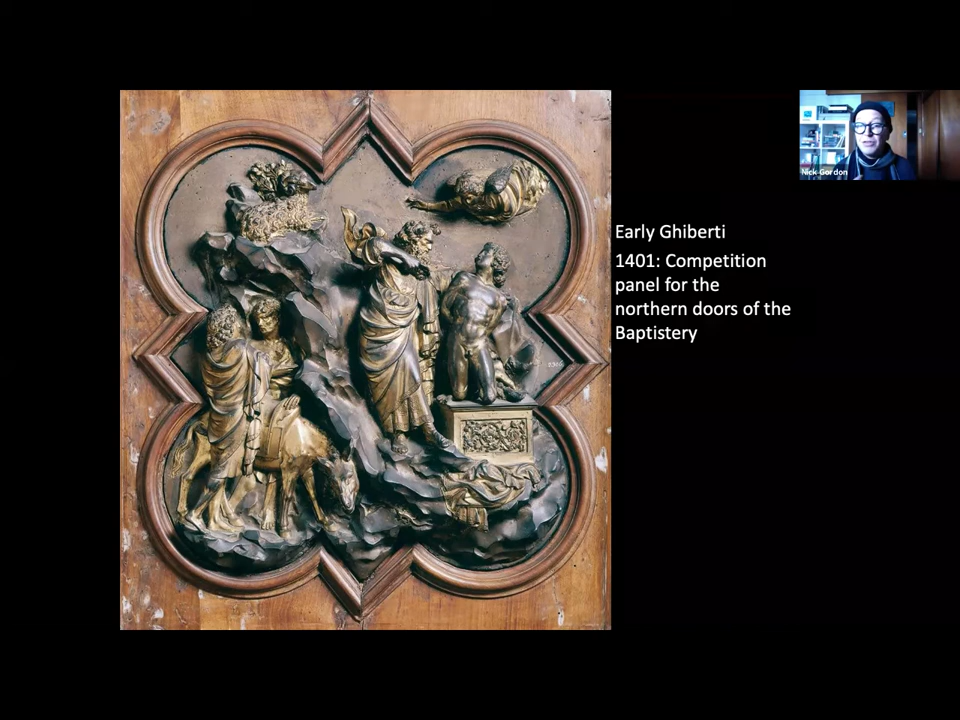 Early Ghiberti
1401: Competition
panel for the
northern doors of the
Baptistery
Nick Gordon